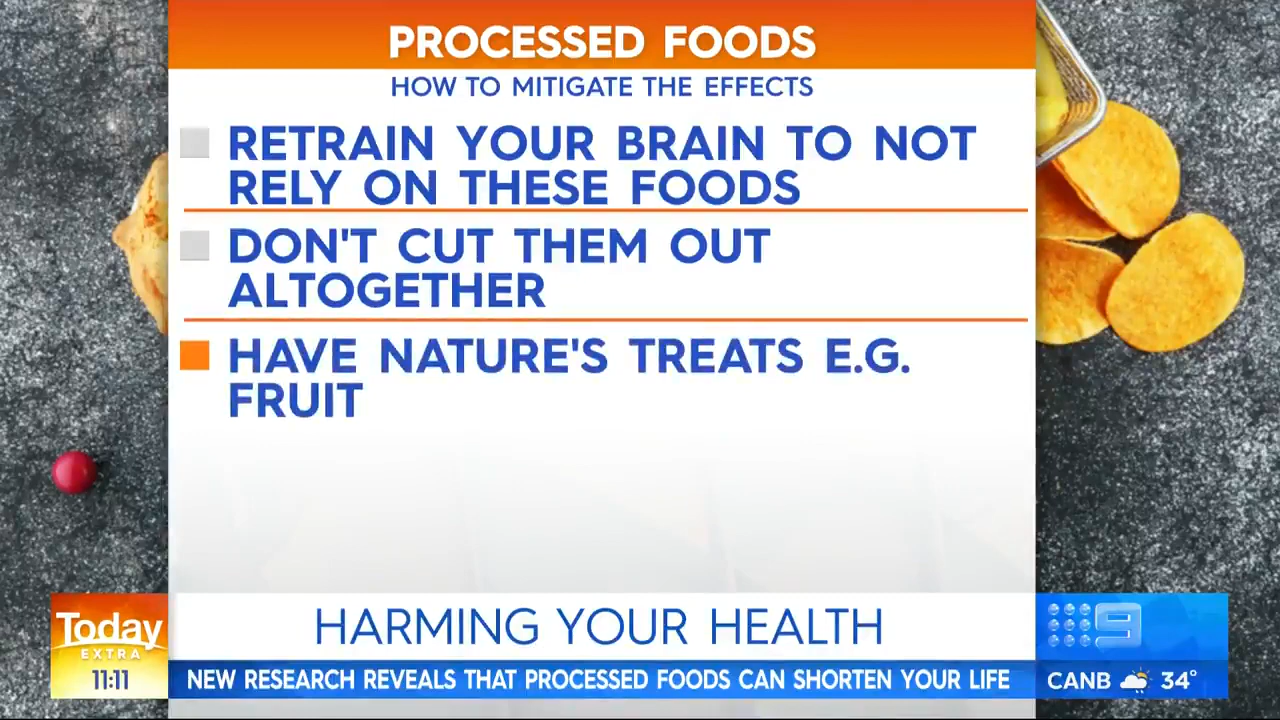 PROCESSED FOODS
HOW TO MITIGATE THE EFFECTS
RETRAIN YOUR BRAIN TO NOT
RELY ON THESE FOODS
DON'T CUT THEM OUT
ALTOGETHER
HAVE NATURE'S TREATS E.G.
FRUIT
HARMING YOUR HEALTH
Today
EXTRA
11:11
NEW RESEARCH REVEALS THAT PROCESSED FOODS CAN SHORTEN YOUR LIFE
9
CANB 34°